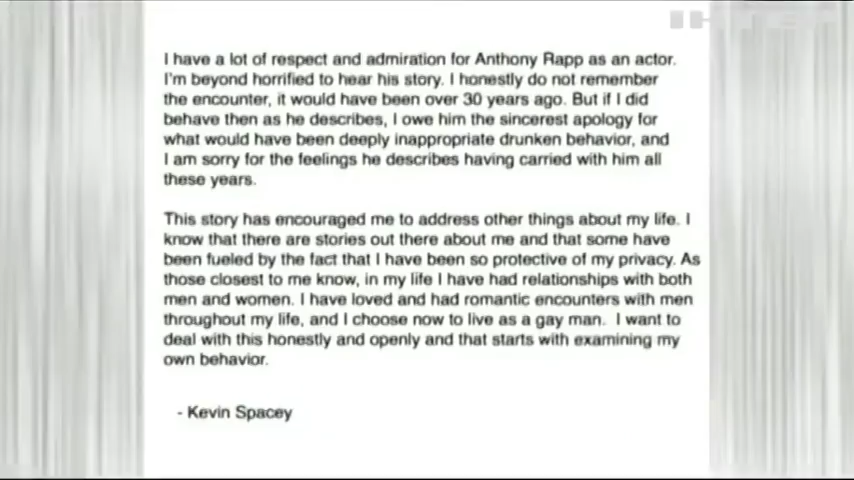 I have a lot of respect and admiration for Anthony Rapp as an actor.
I'm beyond horrified to hear his story. I honestly do not remember
the encounter, it would have been over 30 years ago. But if I did
behave then as he describes, I owe him the sincerest apology for
what would have been deeply inappropriate drunken behavior, and
I am sorry for the feelings he describes having carried with him all
these years.
This story has encouraged me to address other things about my life. I
know that there are stories out there about me and that some have
been fueled by the fact that I have been so protective of my privacy. As
those closest to me know, in my life I have had relationships with both
men and women. I have loved and had romantic encounters with men
throughout my life, and I choose now to live as a gay man.  I want to
deal with this honestly and openly and that starts with examining my
own behavior.
- Kevin Spacey